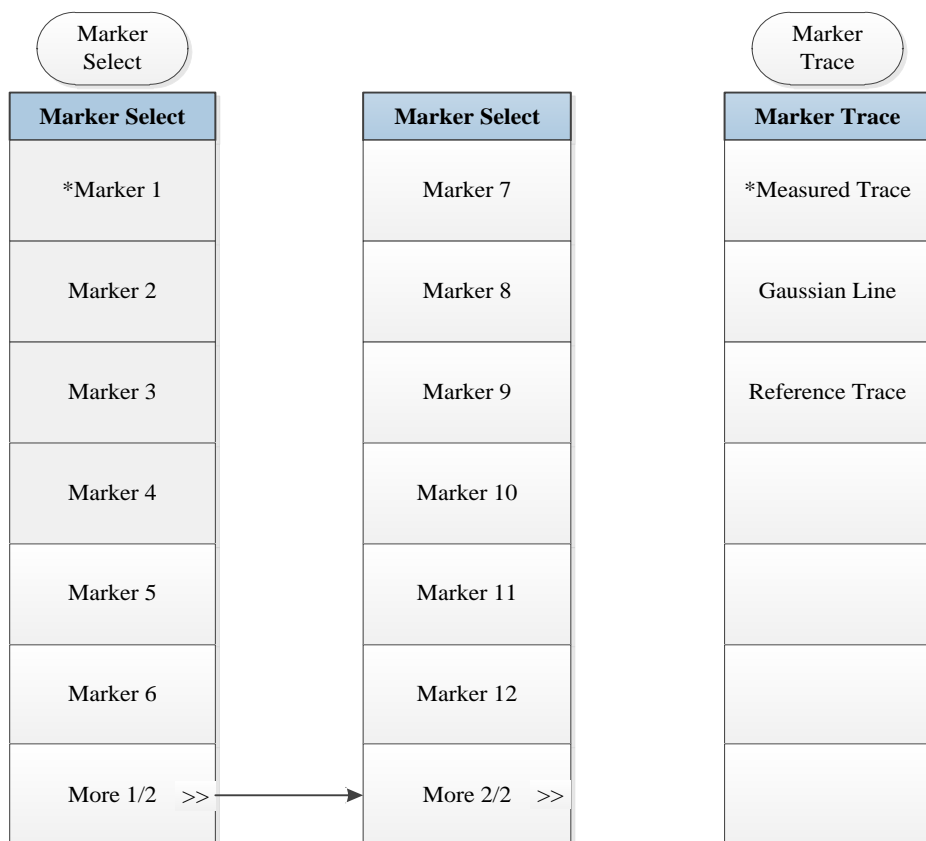 Marker
Select
Marker Select
*Marker 1
Marker 2
Marker 3
Marker 4
Marker 5
Marker 6
More 1/2 >>
Marker Select
Marker 7
Marker 8
Marker 9
Marker 10
Marker 11
Marker 12
More 2/2 >>
Marker
Trace
Marker Trace
*Measured Trace
Gaussian Line
Reference Trace